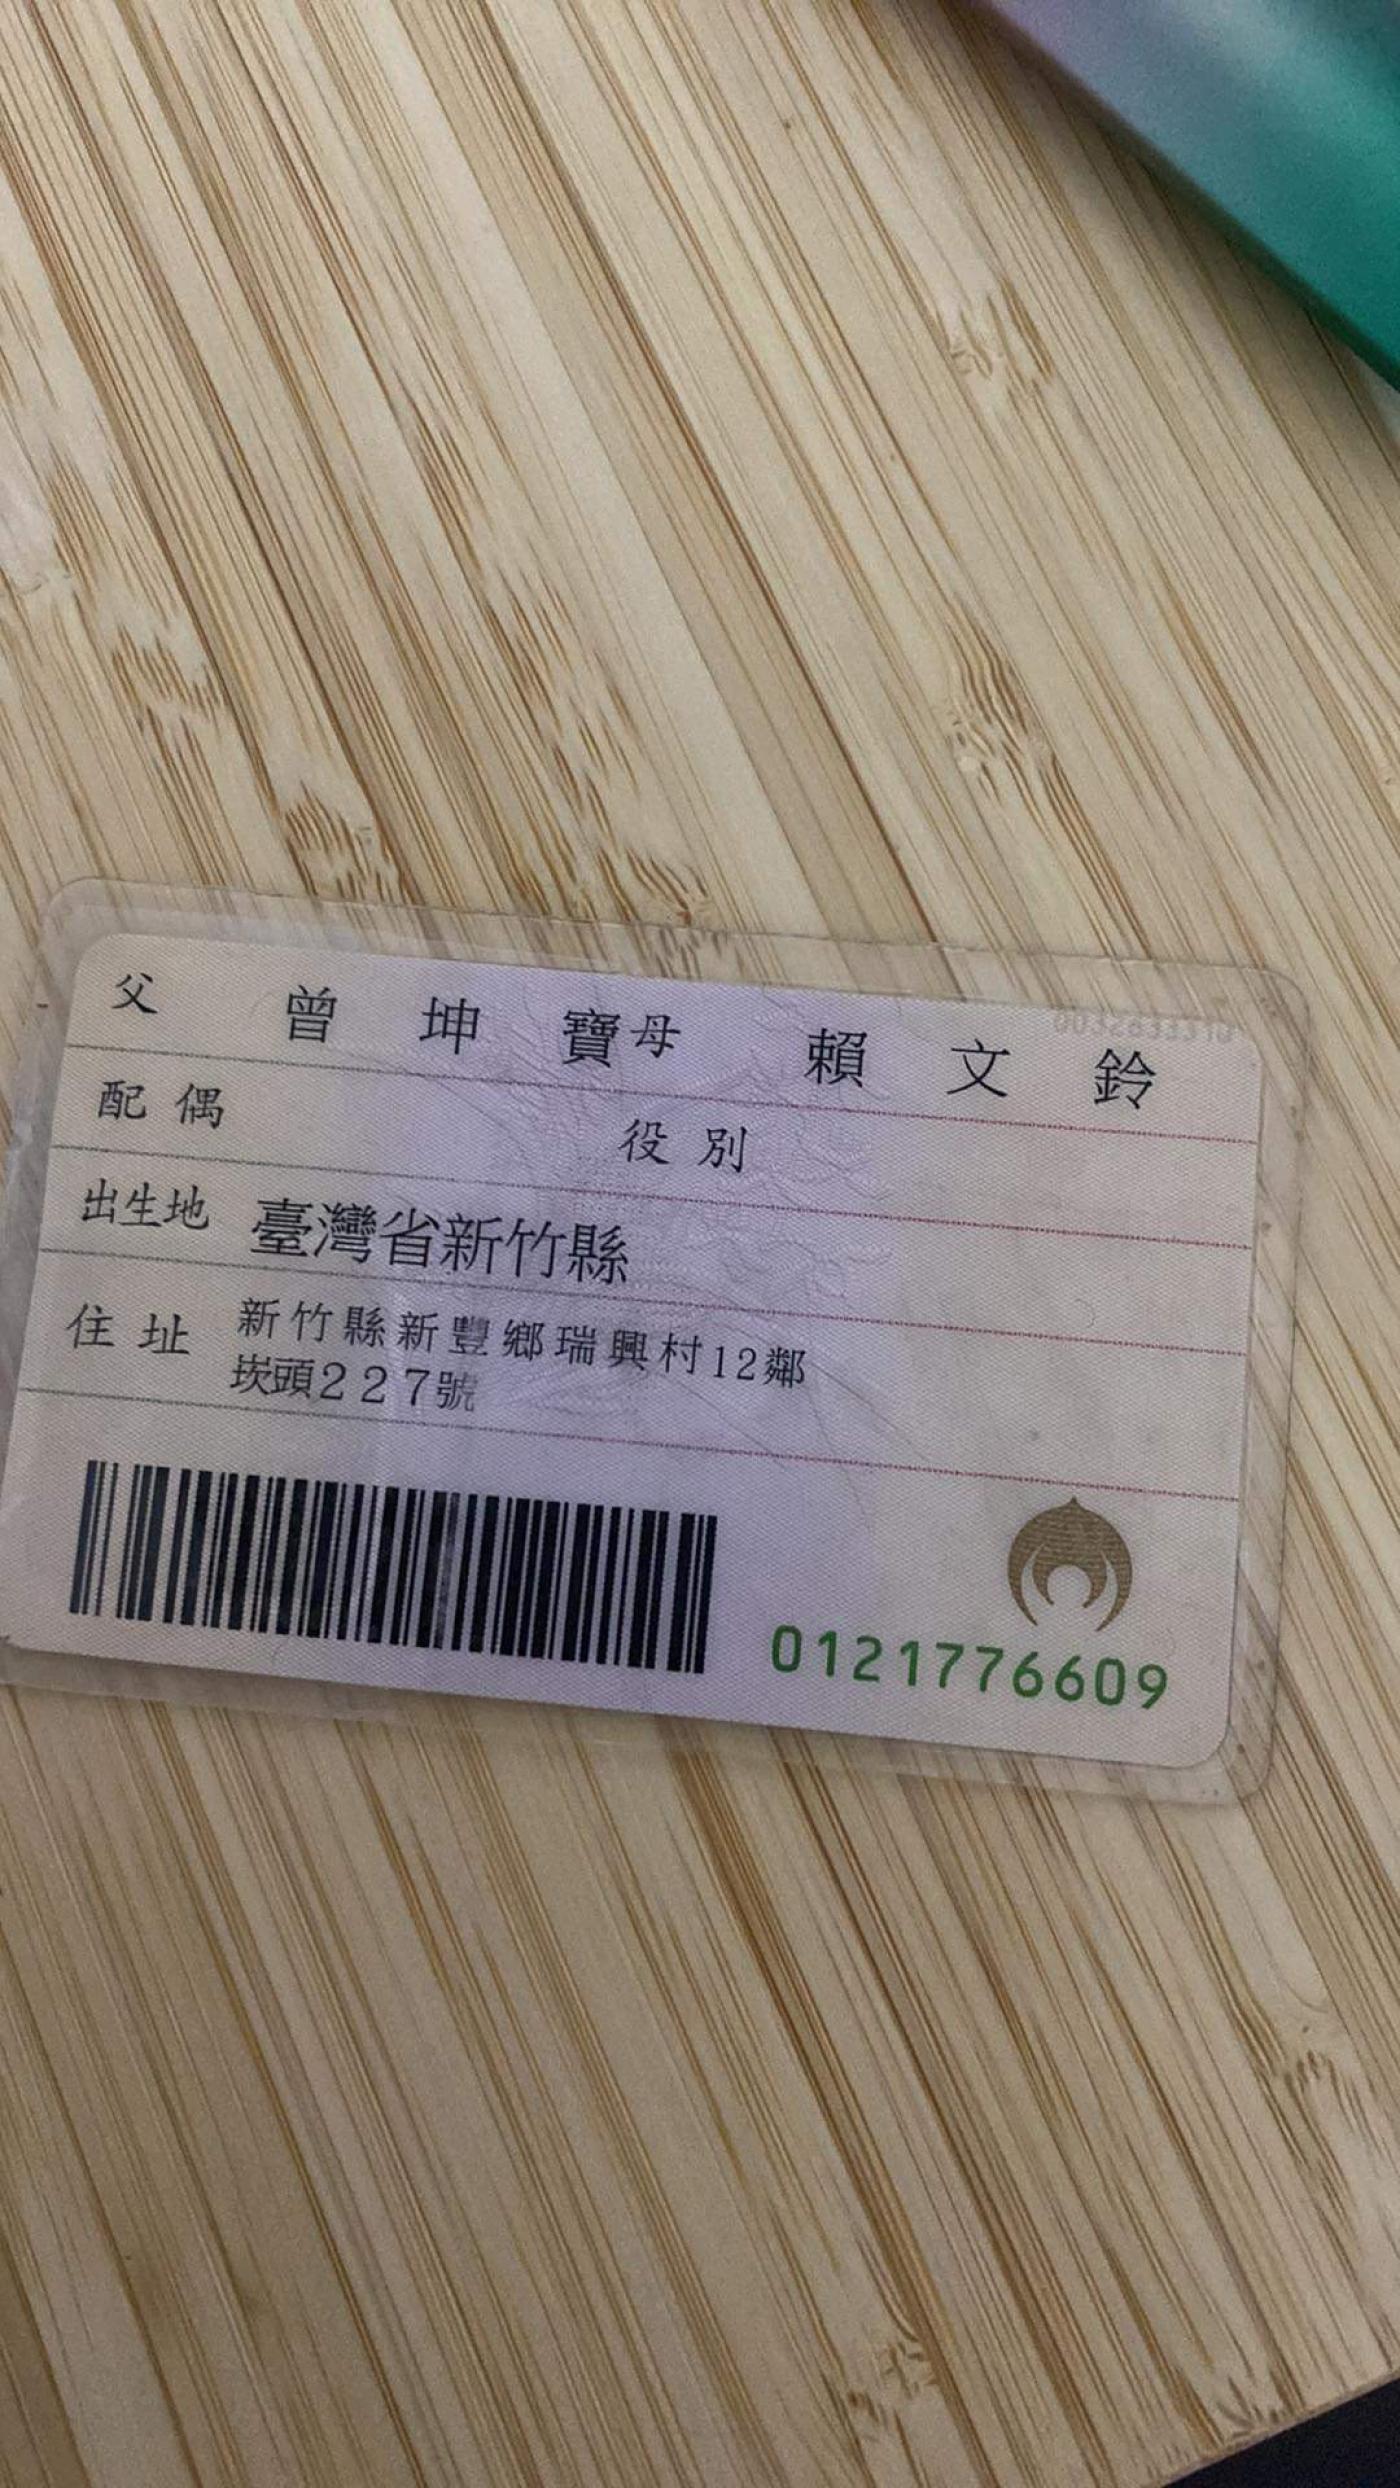 父 曾坤寶 母 賴文鈴
配偶 役別
出生地 臺灣省新竹縣
住址 新竹縣新豐鄉瑞興村12鄰
崁頭227號
0121776609